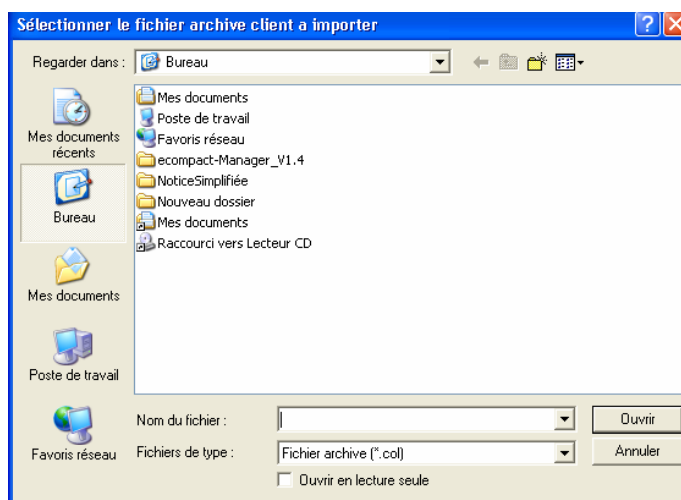 Sélectionner le fichier archive client a importer
Regarder dans :
Bureau
Mes documents récents
Bureau
Mes documents
Poste de travail
Favoris réseau
Mes documents
Poste de travail
Favoris réseau
ecompact-Manager_V1.4
NoticeSimplifiée
Nouveau dossier
Mes documents
Raccourci vers Lecteur CD
Nom du fichier :
Ouvrir
Fichiers de type :
Fichier archive (*.col)
Annuler
Ouvrir en lecture seule